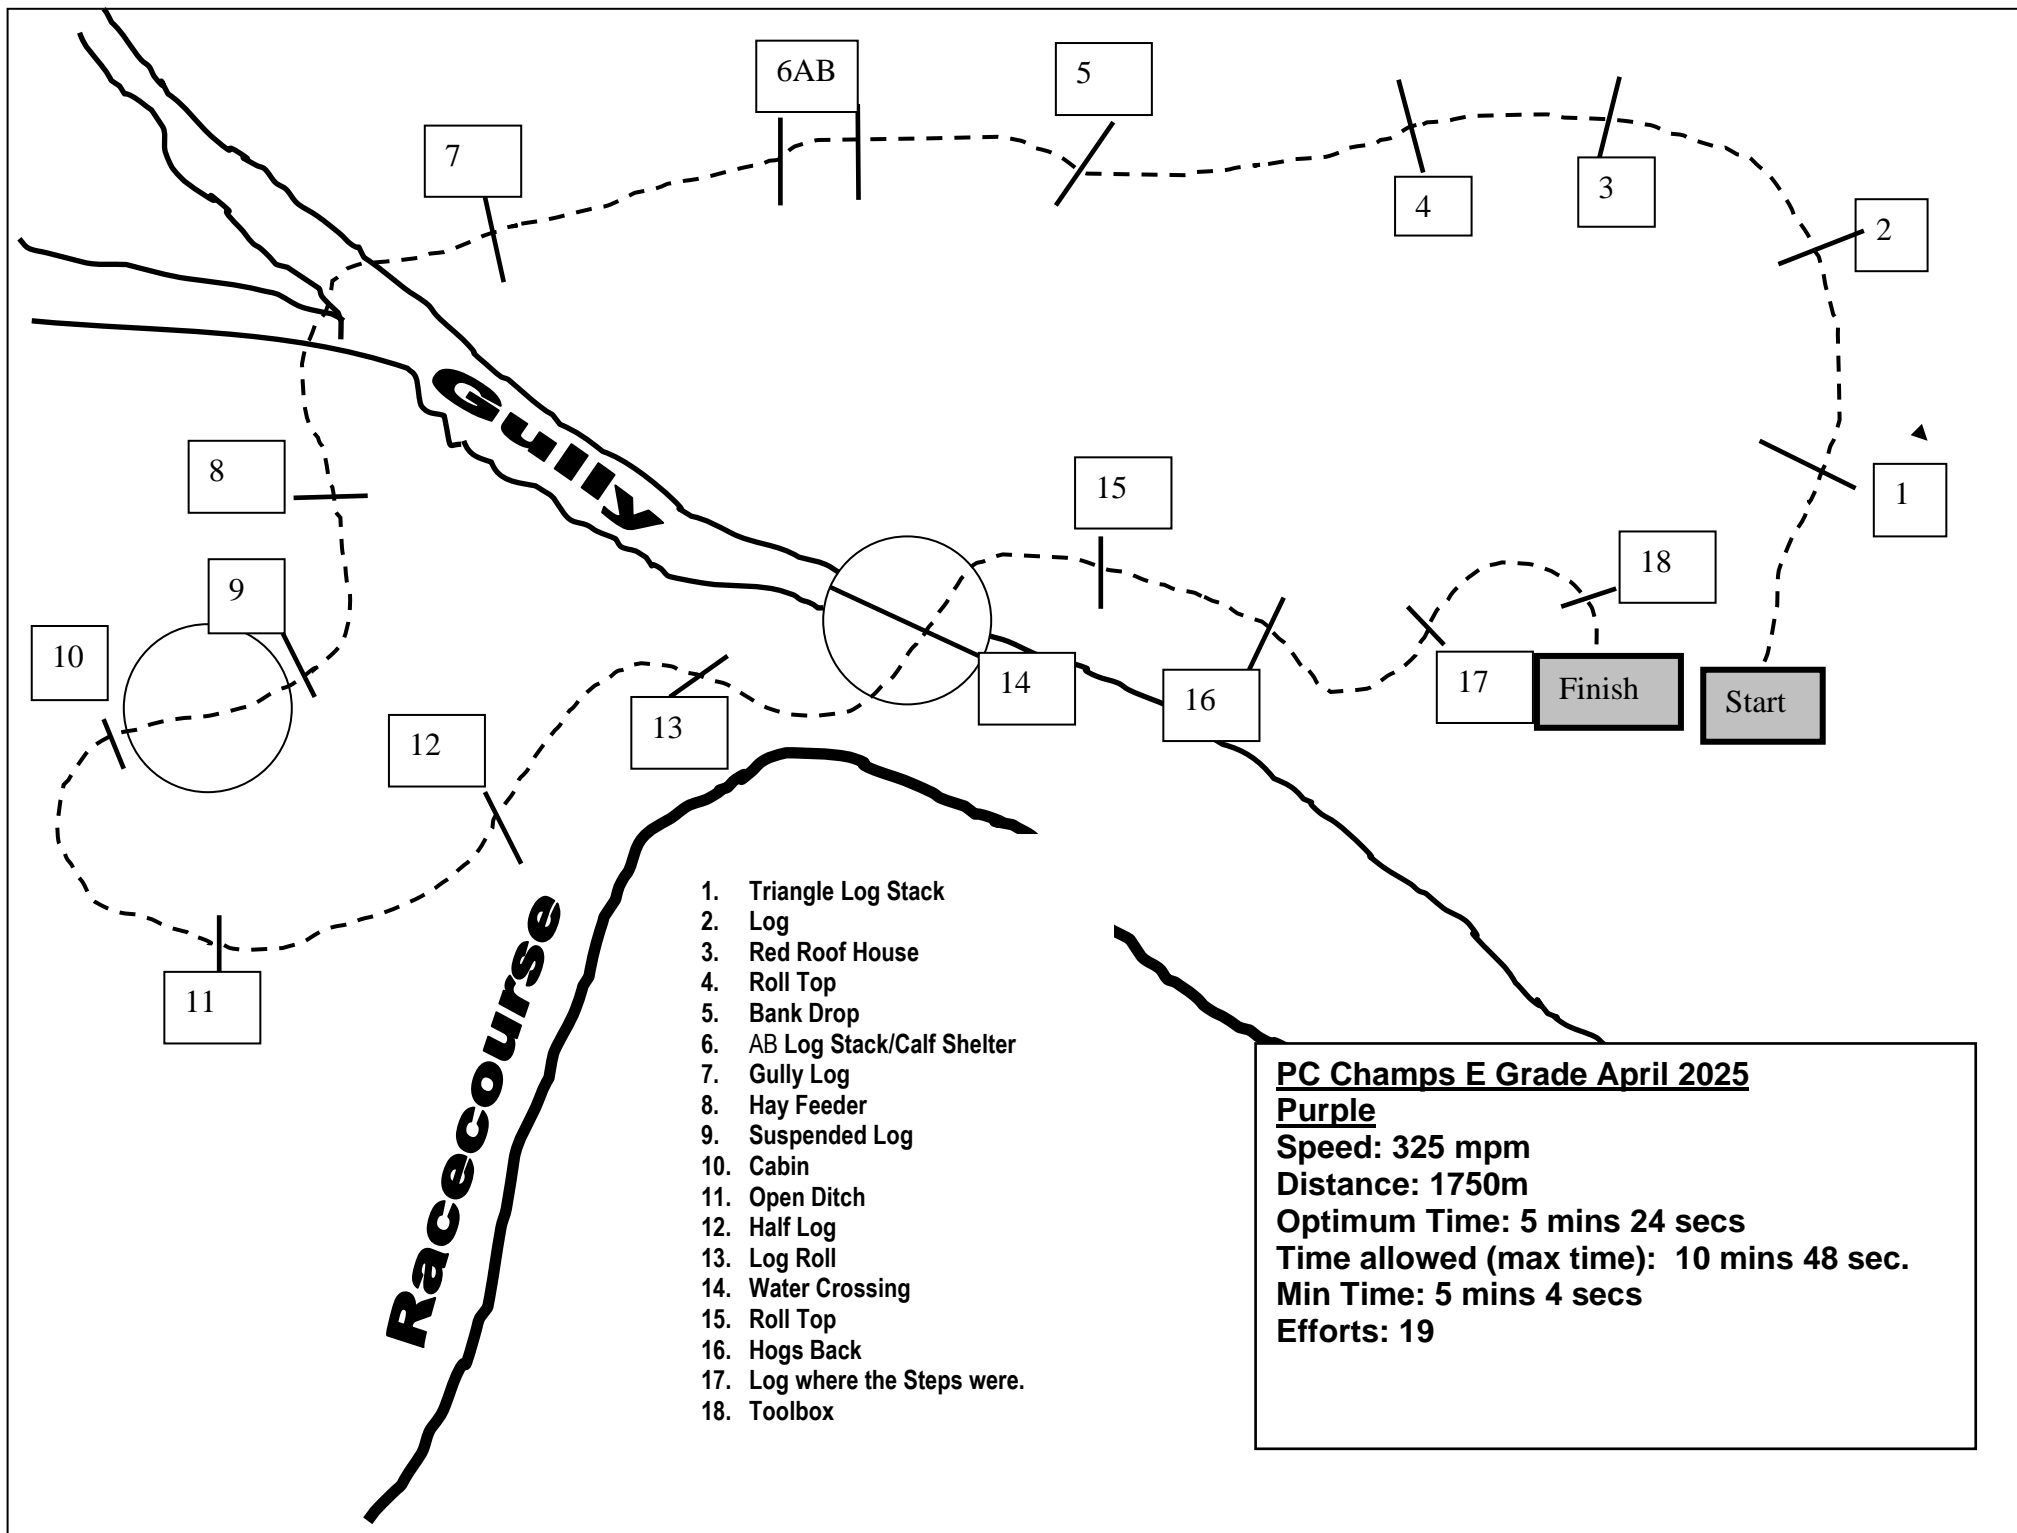 6AB
5
7
4
3
2
Gully
8
15
1
18
9
10
14
17
Finish
Start
16
13
12
11
Racecourse
1. Triangle Log Stack
2. Log
3. Red Roof House
4. Roll Top
5. Bank Drop
6. AB Log Stack/Calf Shelter
7. Gully Log
8. Hay Feeder
9. Suspended Log
10. Cabin
11. Open Ditch
12. Half Log
13. Log Roll
14. Water Crossing
15. Roll Top
16. Hogs Back
17. Log where the Steps were.
18. Toolbox
PC Champs E Grade April 2025
Purple
Speed: 325 mpm
Distance: 1750m
Optimum Time: 5 mins 24 secs
Time allowed (max time): 10 mins 48 sec.
Min Time: 5 mins 4 secs
Efforts: 19